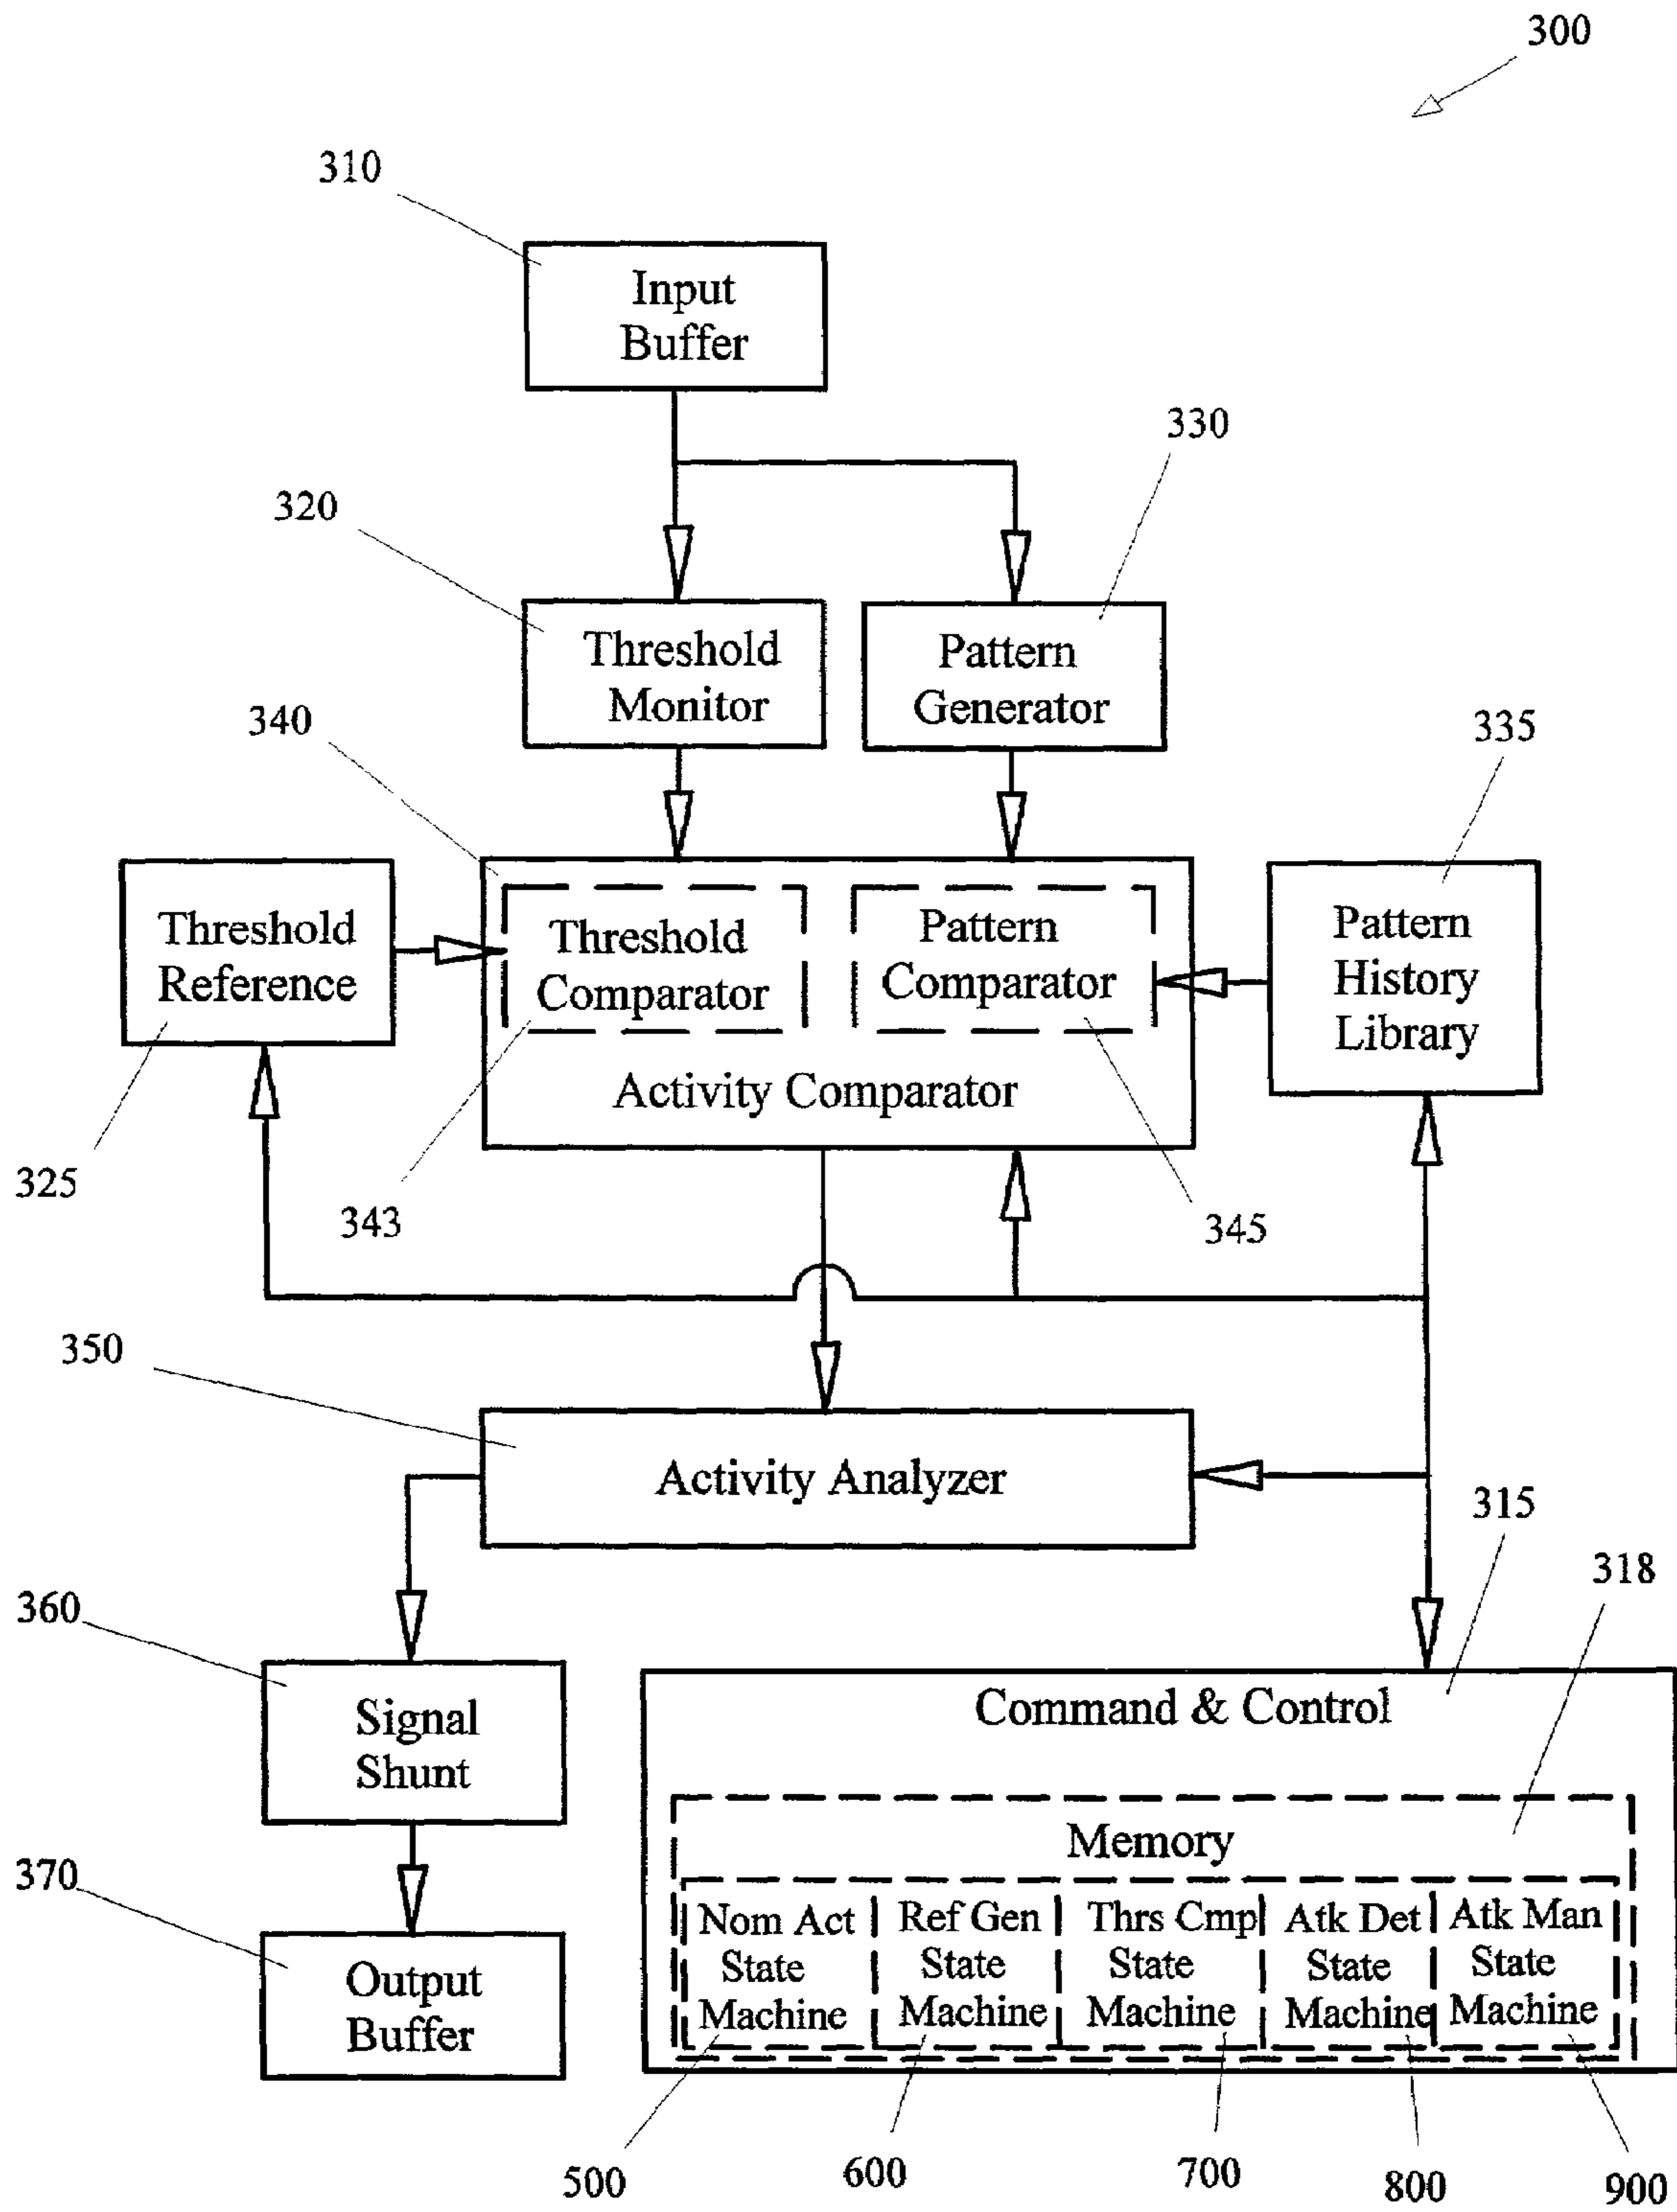 300
310
Input
Buffer
330
320
Threshold
Monitor
Pattern
Generator
340
335
Threshold
Reference
Threshold
Comparator
Pattern
Comparator
Pattern
History
Library
Activity Comparator
325
343
345
350
Activity Analyzer
315
318
360
Signal
Shunt
Command & Control
Memory
370
Output
Buffer
Nom Act
State
Machine
Ref Gen
State
Machine
Thrs Cmp
State
Machine
Atk Det
State
Machine
Atk Man
State
Machine
500
600
700
800
900